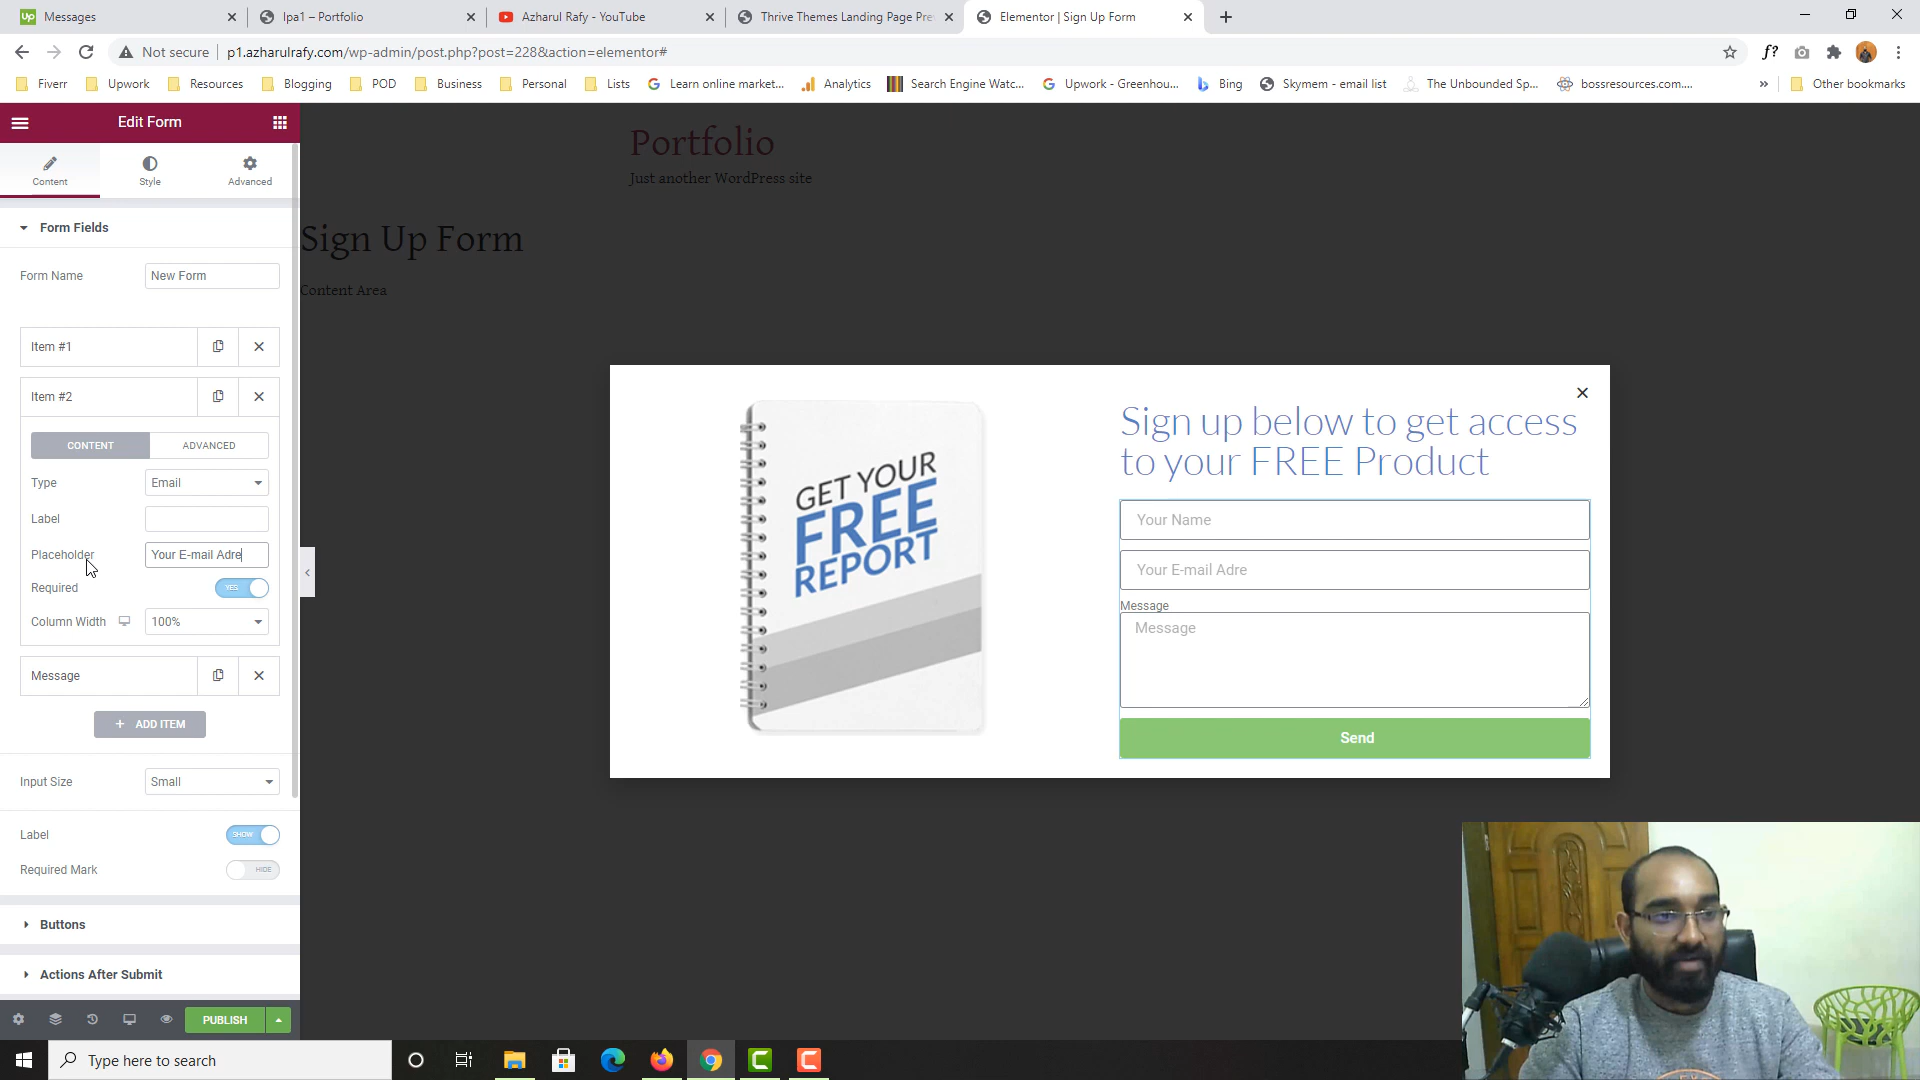 Up Messages
lpa1 – Portfolio
Azharul Rafy - YouTube
Thrive Themes Landing Page Pre
Elementor | Sign Up Form
Not secure
p1.azharulrafy.com/wp-admin/post.php?post=228&action=elementor#
f?
Fiverr
Upwork
Resources
Blogging
POD
Business
Personal
Lists
Learn online market...
Analytics
Search Engine Watc...
Upwork - Greenhou...
Bing
Skymem - email list
The Unbounded Sp...
bossresources.com....
»
Other bookmarks
Edit Form
Content
Style
Advanced
Form Fields
Form Name
New Form
Item #1
Item #2
CONTENT
ADVANCED
Type
Email
Label
Placeholder
Your E-mail Adre
Required
YES
Column Width
100%
Message
+ ADD ITEM
Input Size
Small
Label
SHOW
Required Mark
HIDE
Buttons
Actions After Submit
PUBLISH
Portfolio
Just another WordPress site
Sign Up Form
Content Area
GET YOUR
FREE
REPORT
Sign up below to get access
to your FREE Product
Your Name
Your E-mail Adre
Message
Message
Send
Type here to search